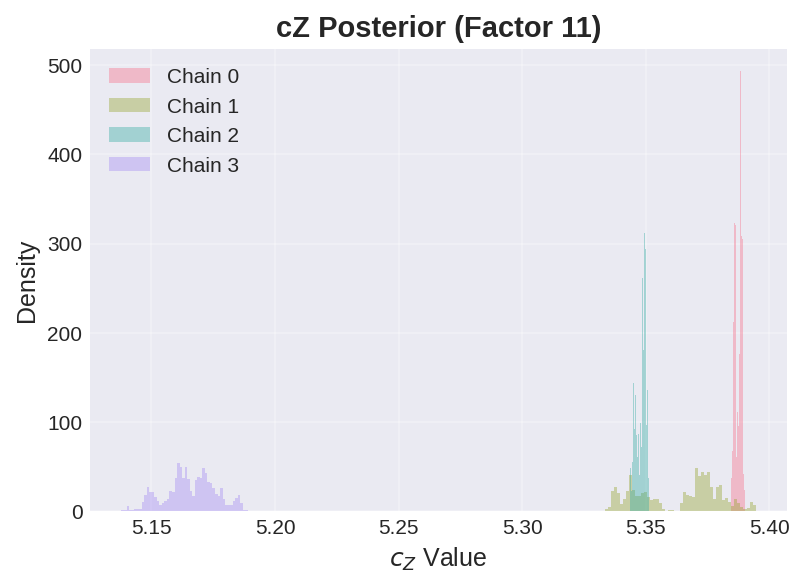 cZ Posterior (Factor 11)
500
400
300
200
100
0
Density
Chain 0
Chain 1
Chain 2
Chain 3
5.15 5.20 5.25 5.30 5.35 5.40
c_Z Value